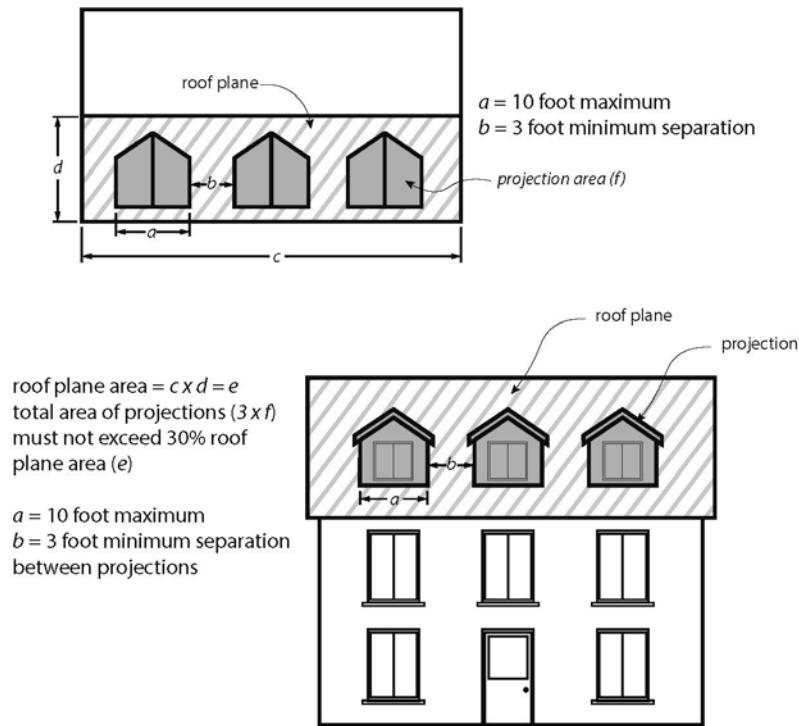 roof plane
a = 10 foot maximum
b = 3 foot minimum separation
d
b
projection area (f)
a
c
roof plane
projection
roof plane area = c x d = e
total area of projections (3 x f)
must not exceed 30% roof
plane area (e)
b
a
a = 10 foot maximum
b = 3 foot minimum separation
between projections